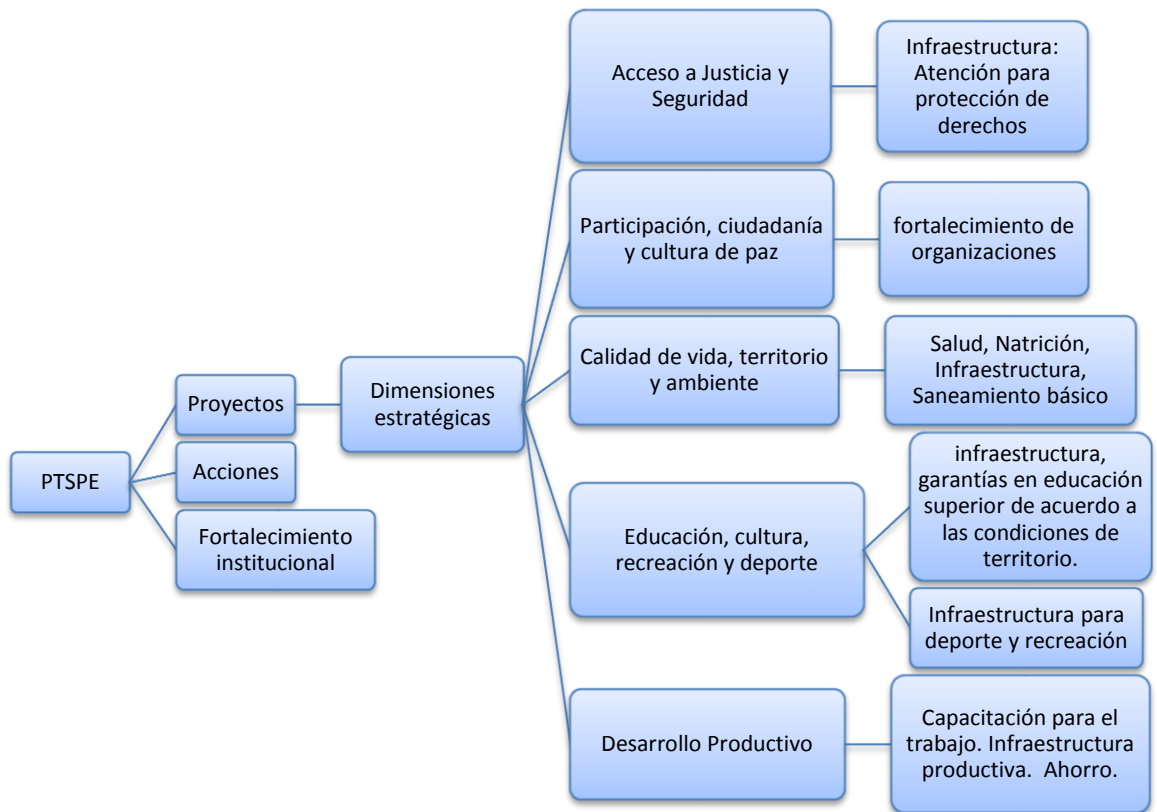 PTSPE
Proyectos
Acciones
Fortalecimiento
institucional
Dimensiones
estratégicas
Acceso a Justicia y
Seguridad
Infraestructura:
Atención para
protección de
derechos
Participación, ciudadanía
y cultura de paz
fortalecimiento de
organizaciones
Calidad de vida, territorio
y ambiente
Salud, Natrición,
Infraestructura,
Saneamiento básico
Educación, cultura,
recreación y deporte
infraestructura,
garantías en educación
superior de acuerdo a
las condiciones de
territorio.
Infraestructura para
deporte y recreación
Desarrollo Productivo
Capacitación para el
trabajo. Infraestructura
productiva.  Ahorro.